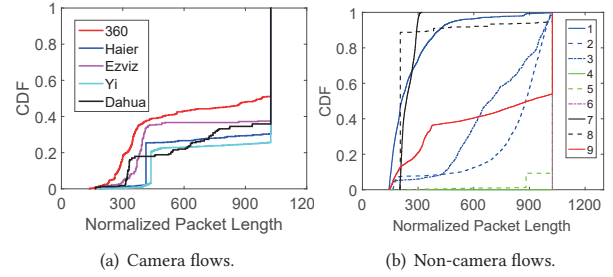 1
0.8
0.6
0.4
0.2
0
CDF
360
Haier
Ezviz
Yi
Dahua
0 300 600 900 120
Normalized Packet Length
(a) Camera flows.
1
0.8
0.6
0.4
0.2
0
CDF
1
2
3
4
5
6
7
8
9
0 300 600 900 1200
Normalized Packet Length
(b) Non-camera flows.